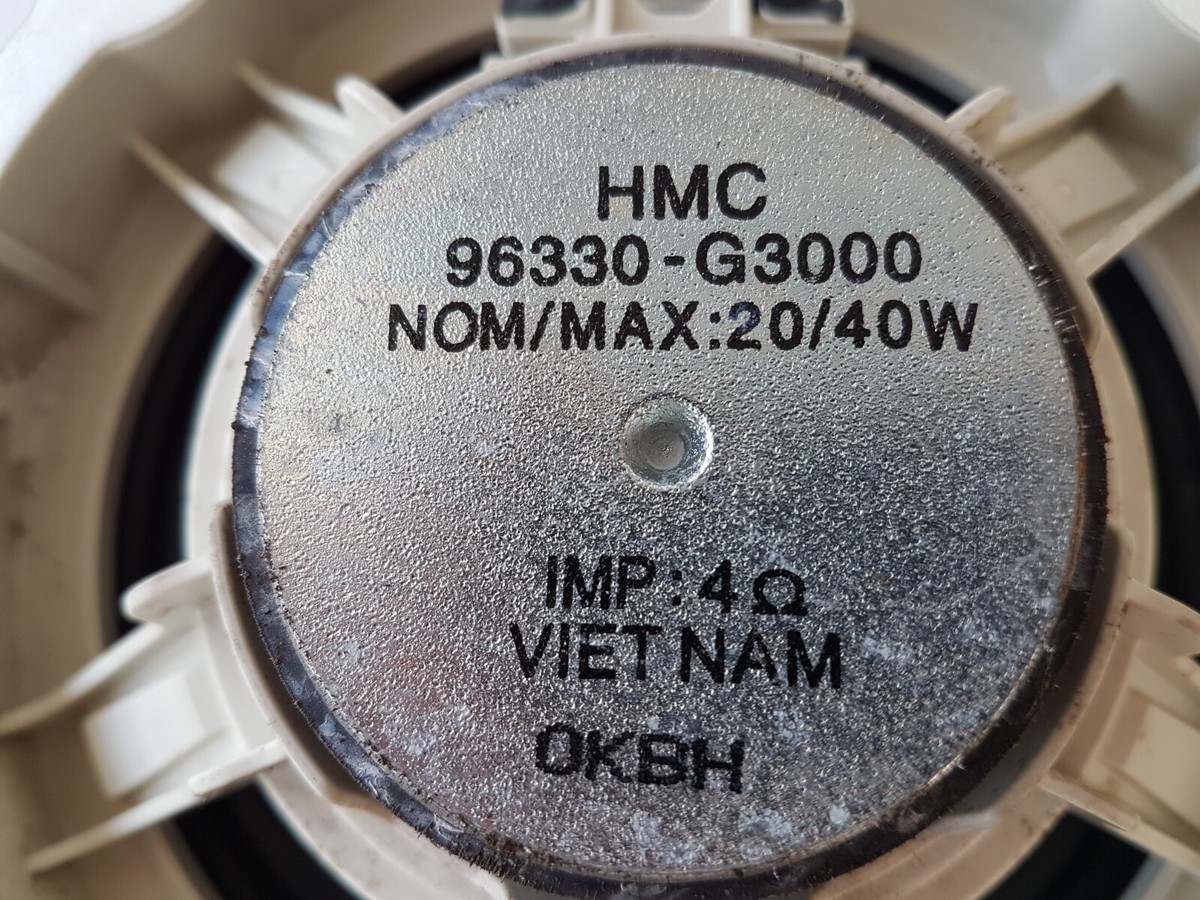 HMC
96330-G3000
NOM/MAX:20/40W
IMP:4Ω
VIET NAM
0KBH